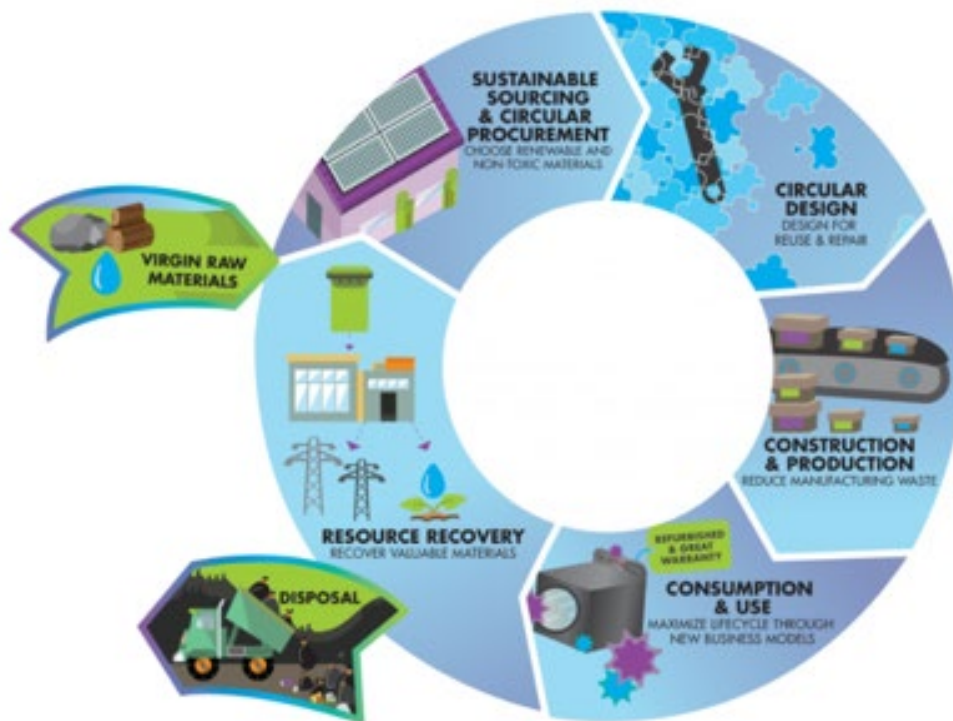 SUSTAINABLE
SOURCING
& CIRCULAR
PROCUREMENT
CHOOSE RENEWABLE AND
NON-TOXIC MATERIALS
CIRCULAR
DESIGN
DESIGN FOR
REUSE & REPAIR
VIRGIN RAW
MATERIALS
CONSTRUCTION
& PRODUCTION
REDUCE MANUFACTURING WASTE
RESOURCE RECOVERY
RECOVER VALUABLE MATERIALS
REFURBISHED
& GREAT
WARRANTY
CONSUMPTION
& USE
MAXIMIZE LIFECYCLE THROUGH
NEW BUSINESS MODELS
DISPOSAL